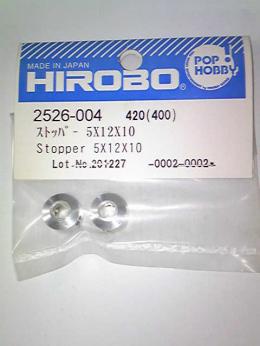 POP
HOBBY
MADE IN JAPAN
HIROBO®
2526-004 420(400)
ｽﾄｯﾊﾟｰ 5X12X10
Stopper 5X12X10
Lot.No.201227 -0002-0002*